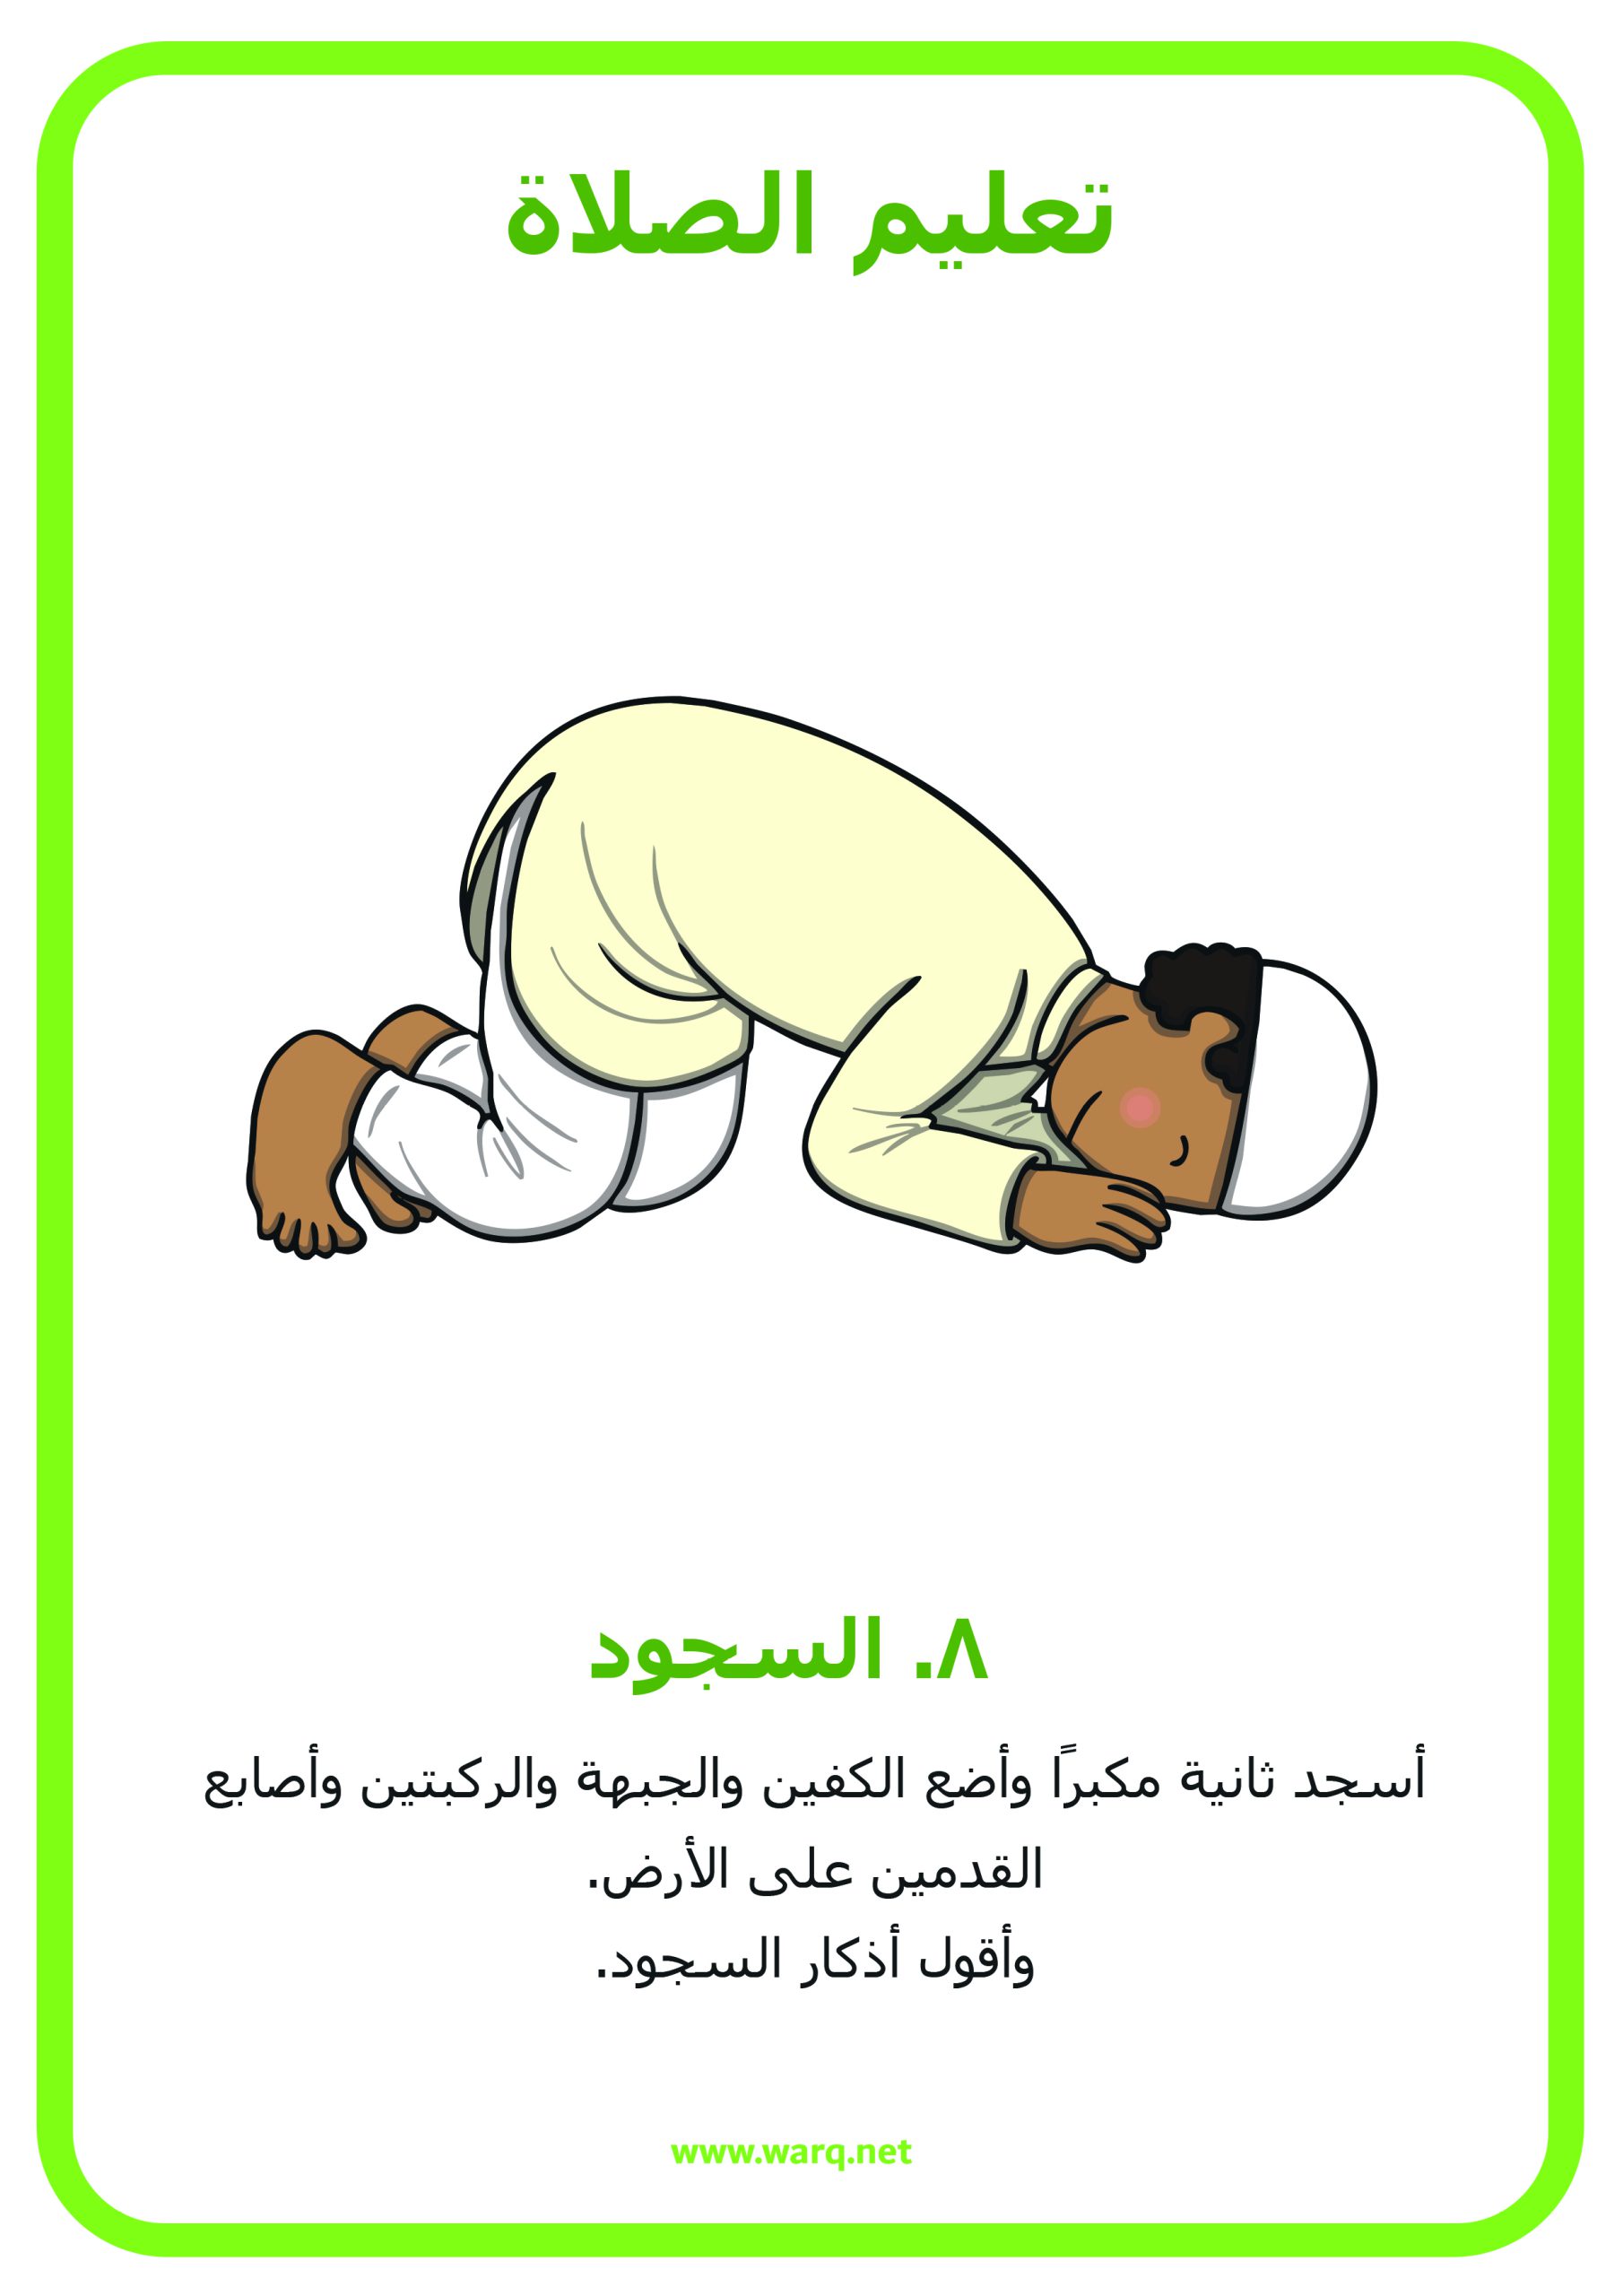 تعليم الصلاة
٨. السجود
أسجد ثانية مكبرًا وأضع الكفين والجبهة والركبتين وأصابع
القدمين على الأرض.
وأقول أذكار السجود.
www.warq.net